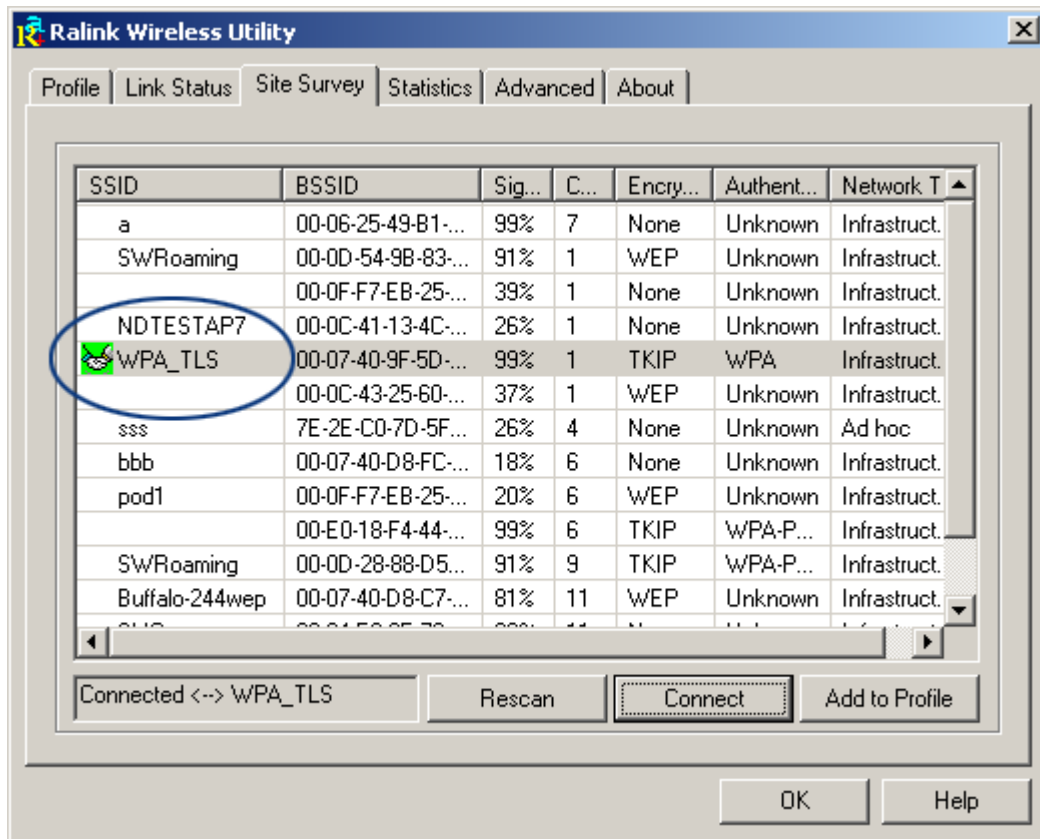 Ralink Wireless Utility
Profile Link Status Site Survey Statistics Advanced About
SSID BSSID Sig... C... Encry... Authent... Network T
a 00-06-25-49-B1-... 99% 7 None Unknown Infrastruct.
SWRoaming 00-0D-54-9B-83-... 91% 1 WEP Unknown Infrastruct.
00-0F-F7-EB-25-... 39% 1 None Unknown Infrastruct.
NDTESTAP7 00-0C-41-13-4C-... 26% 1 None Unknown Infrastruct.
WPA_TLS 00-07-40-9F-5D-... 99% 1 TKIP WPA Infrastruct.
00-0C-43-25-60-... 37% 1 WEP Unknown Infrastruct.
sss 7E-2E-C0-7D-5F... 26% 4 None Unknown Ad hoc
bbb 00-07-40-D8-FC-... 18% 6 None Unknown Infrastruct.
pod1 00-0F-F7-EB-25-... 20% 6 WEP Unknown Infrastruct.
00-E0-18-F4-44-... 99% 6 TKIP WPA-P... Infrastruct.
SWRoaming 00-0D-28-88-D5... 91% 9 TKIP WPA-P... Infrastruct.
Buffalo-244wep 00-07-40-D8-C7-... 81% 11 WEP Unknown Infrastruct.
Connected <--> WPA_TLS Rescan Connect Add to Profile
OK Help